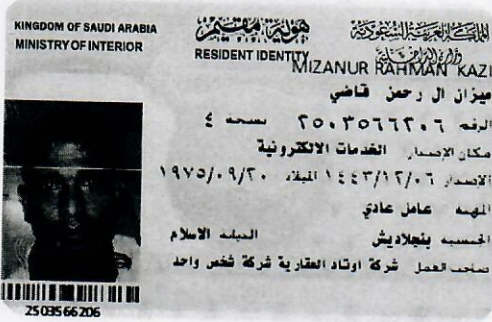 KINGDOM OF SAUDI ARABIA
MINISTRY OF INTERIOR
هوية مقيم
RESIDENT IDENTITY
المملكة العربية السعودية
وزارة الداخلية
MIZANUR RAHMAN KAZI
ميزان ال رحمن قاضي
الرقم ٢٥٠٣٥٦٦٢٠٦ نسخة ٤
مكان الإصدار الخدمات الالكترونية
الإصدار ١٤٤٣/١٢/٠٦ الميلاد ١٩٧٥/٠٩/٢٠
المهنة عامل عادي
الجنسية بنجلاديش الديانة الاسلام
صاحب العمل شركة اوتاد العقارية شركة شخص واحد
2503566206